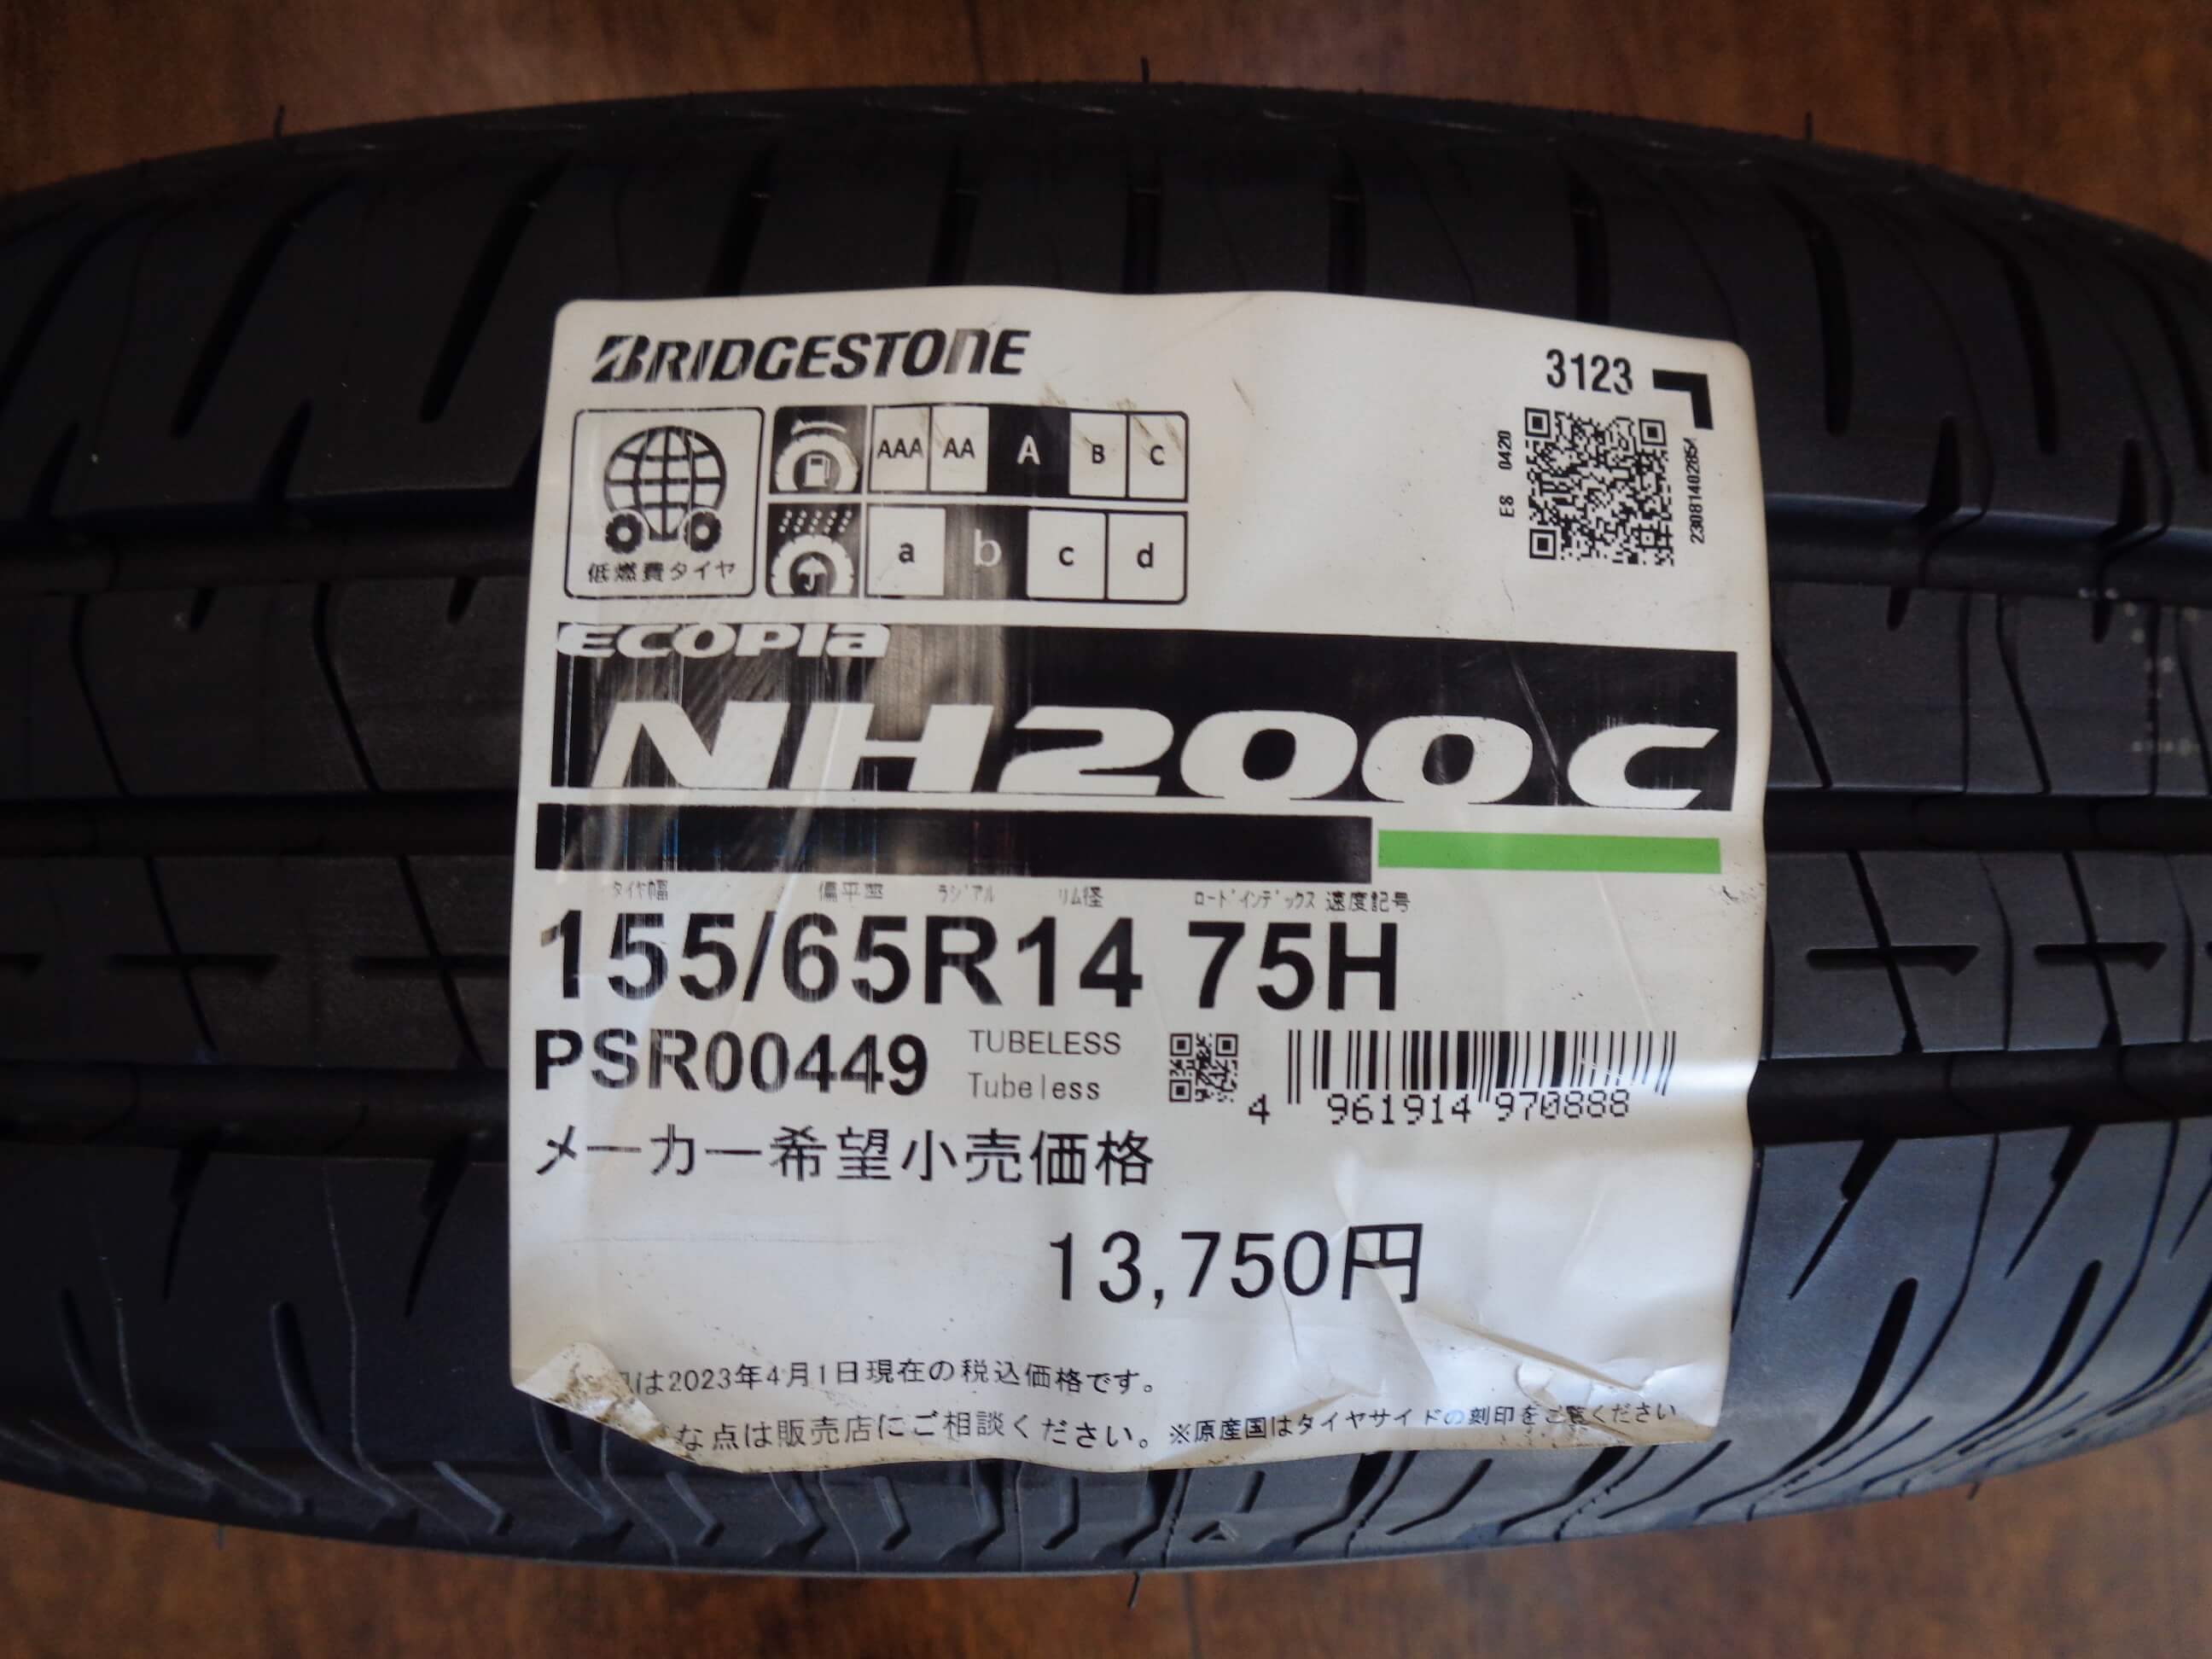 BRIDGESTONE
3123
低燃費タイヤ
AAA AA A B C
a b c d
E8 0420
23081402854
ECOPIA
NH200 C
タイヤ幅 偏平率 ラジアル リム径 ロードインデックス 速度記号
155/65R14 75H
PSR00449
TUBELESS
Tubeless
4 961914 970888
メーカー希望小売価格
13,750円
は2023年4月1日現在の税込価格です。
な点は販売店にご相談ください。※原産国はタイヤサイドの刻印をご覧ください